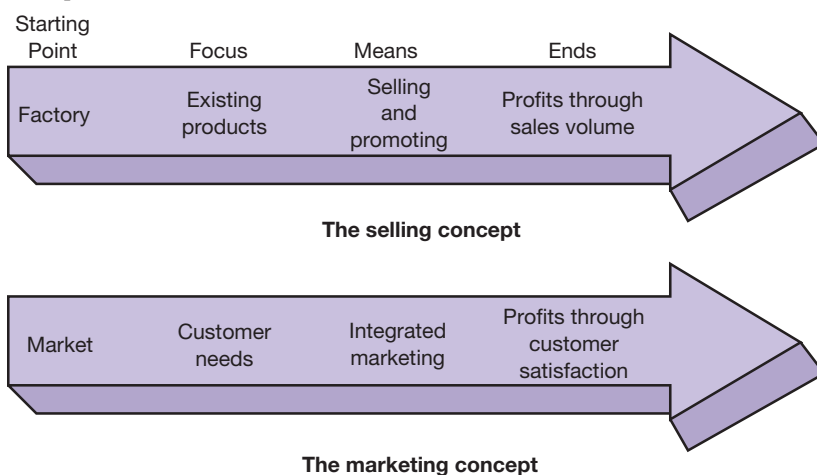 Starting
Point
Focus
Means
Ends
Factory
Existing
products
Selling
and
promoting
Profits through
sales volume
The selling concept
Market
Customer
needs
Integrated
marketing
Profits through
customer
satisfaction
The marketing concept